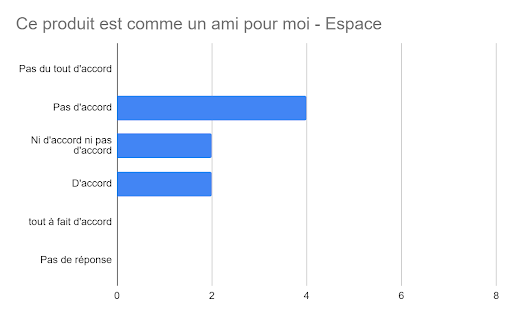 Ce produit est comme un ami pour moi - Espace
Pas du tout d'accord
Pas d'accord
Ni d'accord ni pas
d'accord
D'accord
tout à fait d'accord
Pas de réponse
0 2 4 6 8